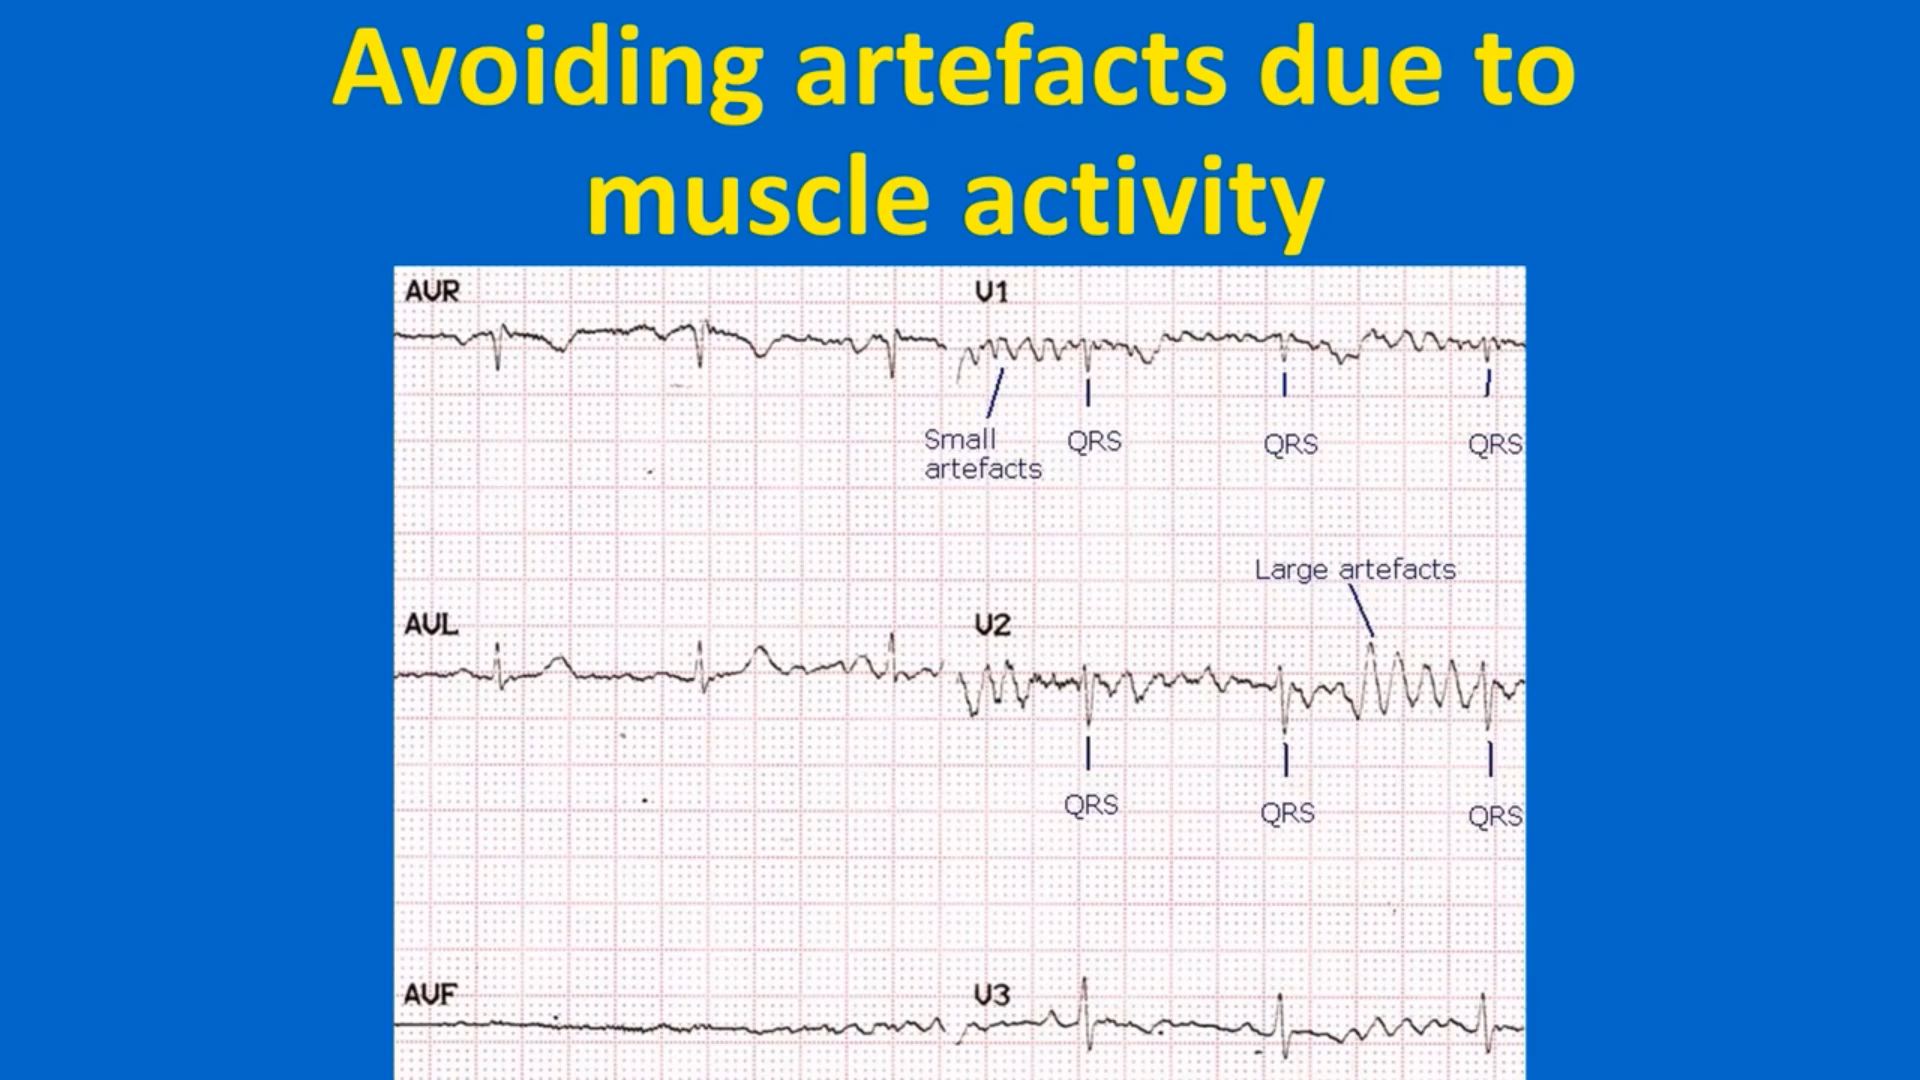 Avoiding artefacts due to
muscle activity
AVR
V1
Small
artefacts
QRS
QRS
QRS
Large artefacts
AVL
V2
QRS
QRS
QRS
AVF
V3